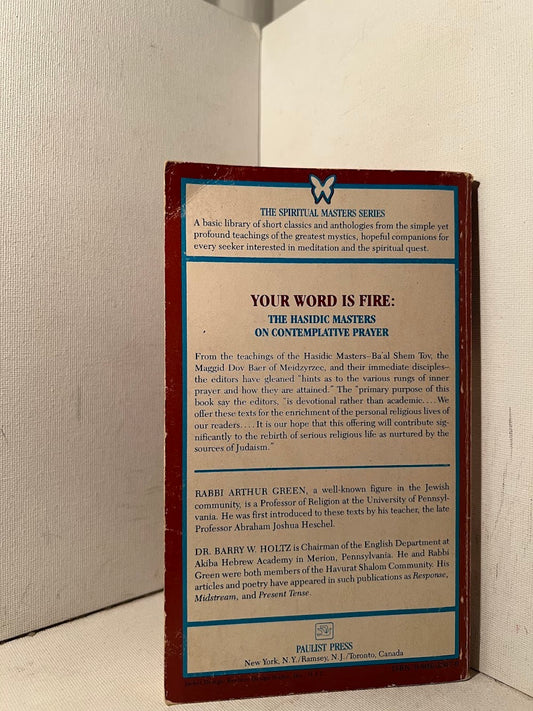 THE SPIRITUAL MASTERS SERIES
A basic library of short classics and anthologies from the simple yet
profound teachings of the greatest mystics, hopeful companions for
every seeker interested in meditation and the spiritual quest.
YOUR WORD IS FIRE:
THE HASIDIC MASTERS
ON CONTEMPLATIVE PRAYER
From the teachings of the Hasidic Masters—Ba'al Shem Tov, the
Maggid Dov Baer of Meidzyrzec, and their immediate disciples—
the editors have gleaned "hints as to the various rungs of inner
prayer and how they are attained." The "primary purpose of this
book say the editors, "is devotional rather than academic. . . . We
offer these texts for the enrichment of the personal religious lives of
our readers. . . . It is our hope that this offering will contribute sig-
nificantly to the rebirth of serious religious life as nurtured by the
sources of Judaism."
RABBI ARTHUR GREEN, a well-known figure in the Jewish
community, is a Professor of Religion at the University of Pennsyl-
vania. He was first introduced to these texts by his teacher, the late
Professor Abraham Joshua Heschel.
DR. BARRY W. HOLTZ is Chairman of the English Department at
Akiba Hebrew Academy in Merion, Pennsylvania. He and Rabbi
Green were both members of the Havurat Shalom Community. His
articles and poetry have appeared in such publications as Response,
Midstream, and Present Tense.
PAULIST PRESS
New York, N.Y./Ramsey, N.J./Toronto, Canada